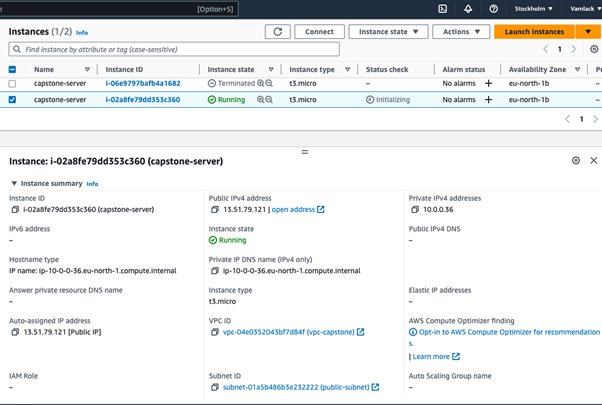 [Option+S]
Stockholm
Vamlack
Instances (1/2) Info
Connect
Instance state
Actions
Launch instances
Find instance by attribute or tag (case-sensitive)
1
Name Instance ID Instance state Instance type Status check Alarm status Availability Zone
capstone-server i-06e9797bafb4a1682 Terminated t3.micro – No alarms + eu-north-1b
capstone-server i-02a8fe79dd353c360 Running t3.micro Initializing No alarms + eu-north-1b
1
Instance: i-02a8fe79dd353c360 (capstone-server)
Instance summary Info
Instance ID Public IPv4 address Private IPv4 addresses
i-02a8fe79dd353c360 (capstone-server) 13.51.79.121 | open address 10.0.0.36
IPv6 address Instance state Public IPv4 DNS
– Running –
Hostname type Private IP DNS name (IPv4 only)
IP name: ip-10-0-0-36.eu-north-1.compute.internal ip-10-0-0-36.eu-north-1.compute.internal
Answer private resource DNS name Instance type Elastic IP addresses
– t3.micro –
Auto-assigned IP address VPC ID AWS Compute Optimizer finding
13.51.79.121 [Public IP] vpc-04e0352043bf7d84f (vpc-capstone) Opt-in to AWS Compute Optimizer for recommendation
s.
| Learn more
IAM Role Subnet ID Auto Scaling Group name
– subnet-01a5b486b3e232222 (public-subnet) –